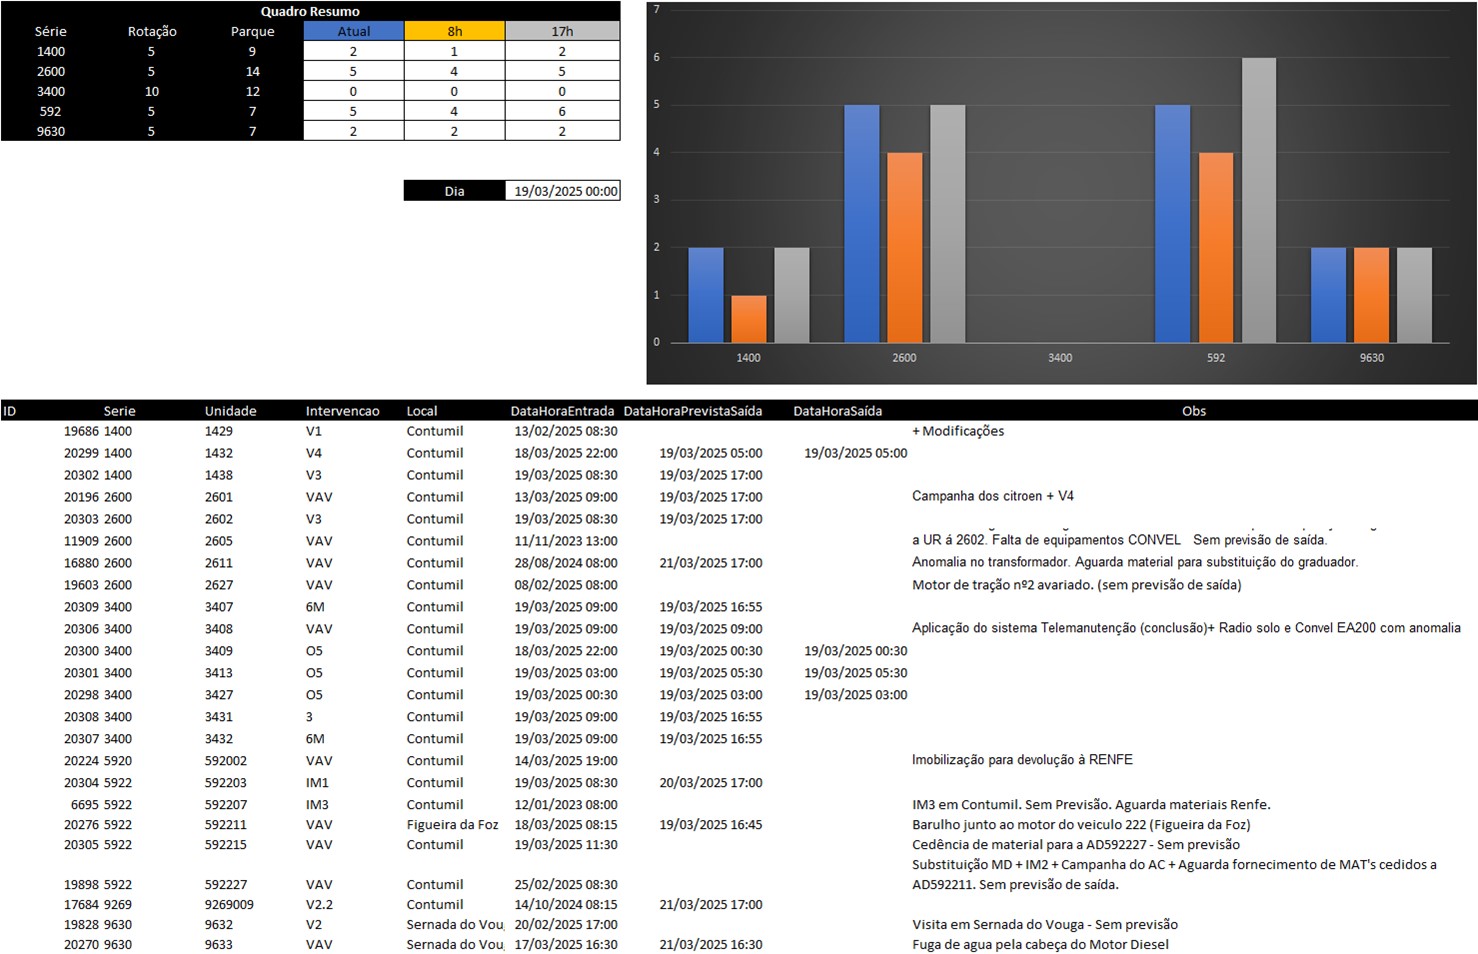 Quadro Resumo
Série Rotação Parque Atual 8h 17h
1400 5 9 2 1 2
2600 5 14 5 4 5
3400 10 12 0 0 0
592 5 7 5 4 6
9630 5 7 2 2 2
Dia 19/03/2025 00:00
7
6
5
4
3
2
1
0
1400 2600 3400 592 9630
ID Serie Unidade Intervencao Local DataHoraEntrada DataHoraPrevistaSaída DataHoraSaída Obs
19686 1400 1429 V1 Contumil 13/02/2025 08:30 + Modificações
20299 1400 1432 V4 Contumil 18/03/2025 22:00 19/03/2025 05:00 19/03/2025 05:00
20302 1400 1438 V3 Contumil 19/03/2025 08:30 19/03/2025 17:00
20196 2600 2601 VAV Contumil 13/03/2025 09:00 19/03/2025 17:00 Campanha dos citroen + V4
20303 2600 2602 V3 Contumil 19/03/2025 08:30 19/03/2025 17:00
11909 2600 2605 VAV Contumil 11/11/2023 13:00 a UR á 2602. Falta de equipamentos CONVEL Sem previsão de saída.
16880 2600 2611 VAV Contumil 28/08/2024 08:00 21/03/2025 17:00 Anomalia no transformador. Aguarda material para substituição do graduador.
19603 2600 2627 VAV Contumil 08/02/2025 08:00 Motor de tração nº2 avariado. (sem previsão de saída)
20309 3400 3407 6M Contumil 19/03/2025 09:00 19/03/2025 16:55
20306 3400 3408 VAV Contumil 19/03/2025 09:00 19/03/2025 09:00 Aplicação do sistema Telemanutenção (conclusão)+ Radio solo e Convel EA200 com anomalia
20300 3400 3409 O5 Contumil 18/03/2025 22:00 19/03/2025 00:30 19/03/2025 00:30
20301 3400 3413 O5 Contumil 19/03/2025 03:00 19/03/2025 05:30 19/03/2025 05:30
20298 3400 3427 O5 Contumil 19/03/2025 00:30 19/03/2025 03:00 19/03/2025 03:00
20308 3400 3431 3 Contumil 19/03/2025 09:00 19/03/2025 16:55
20307 3400 3432 6M Contumil 19/03/2025 09:00 19/03/2025 16:55
20224 5920 592002 VAV Contumil 14/03/2025 19:00 Imobilização para devolução à RENFE
20304 5922 592203 IM1 Contumil 19/03/2025 08:30 20/03/2025 17:00
6695 5922 592207 IM3 Contumil 12/01/2023 08:00 IM3 em Contumil. Sem Previsão. Aguarda materiais Renfe.
20276 5922 592211 VAV Figueira da Foz 18/03/2025 08:15 19/03/2025 16:45 Barulho junto ao motor do veiculo 222 (Figueira da Foz)
20305 5922 592215 VAV Contumil 19/03/2025 11:30 Cedência de material para a AD592227 - Sem previsão
Substituição MD + IM2 + Campanha do AC + Aguarda fornecimento de MAT's cedidos a
19898 5922 592227 VAV Contumil 25/02/2025 08:30 AD592211. Sem previsão de saída.
17684 9269 9269009 V2.2 Contumil 14/10/2024 08:15 21/03/2025 17:00
19828 9630 9632 V2 Sernada do Vou 20/02/2025 17:00 Visita em Sernada do Vouga - Sem previsão
20270 9630 9633 VAV Sernada do Vou 17/03/2025 16:30 21/03/2025 16:30 Fuga de agua pela cabeça do Motor Diesel